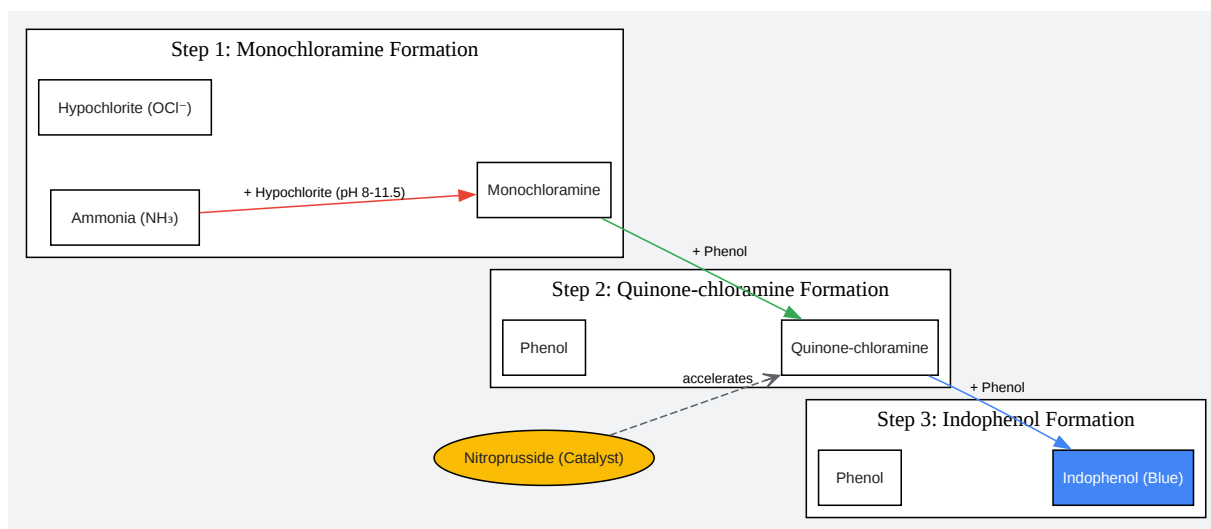 Step 1: Monochloramine Formation
Hypochlorite (OCl⁻)
Ammonia (NH₃)
+ Hypochlorite (pH 8-11.5)
Monochloramine
+ Phenol
Step 2: Quinone-chloramine Formation
Phenol
Quinone-chloramine
accelerates
Nitroprusside (Catalyst)
+ Phenol
Step 3: Indophenol Formation
Phenol
Indophenol (Blue)